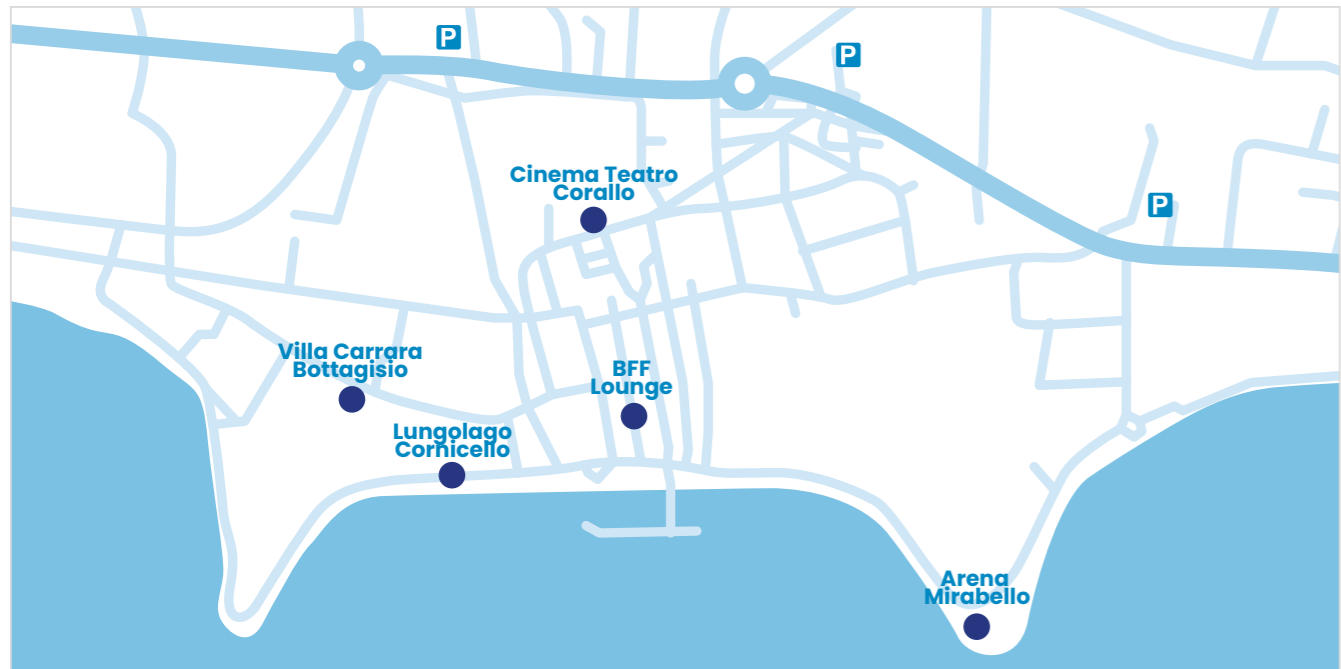 P
P
Cinema Teatro
Corallo
P
Villa Carrara
Bottagisio
BFF
Lounge
Lungolago
Cornicello
Arena
Mirabello